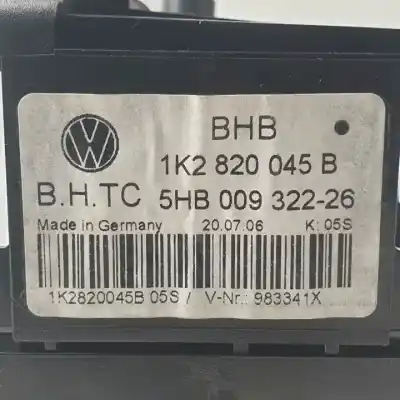 BHB
1K2 820 045 B
B.H.TC 5HB 009 322-26
Made in Germany 20.07.06 K: 05S
1K2820045B 05S / V-Nr.: 983341X